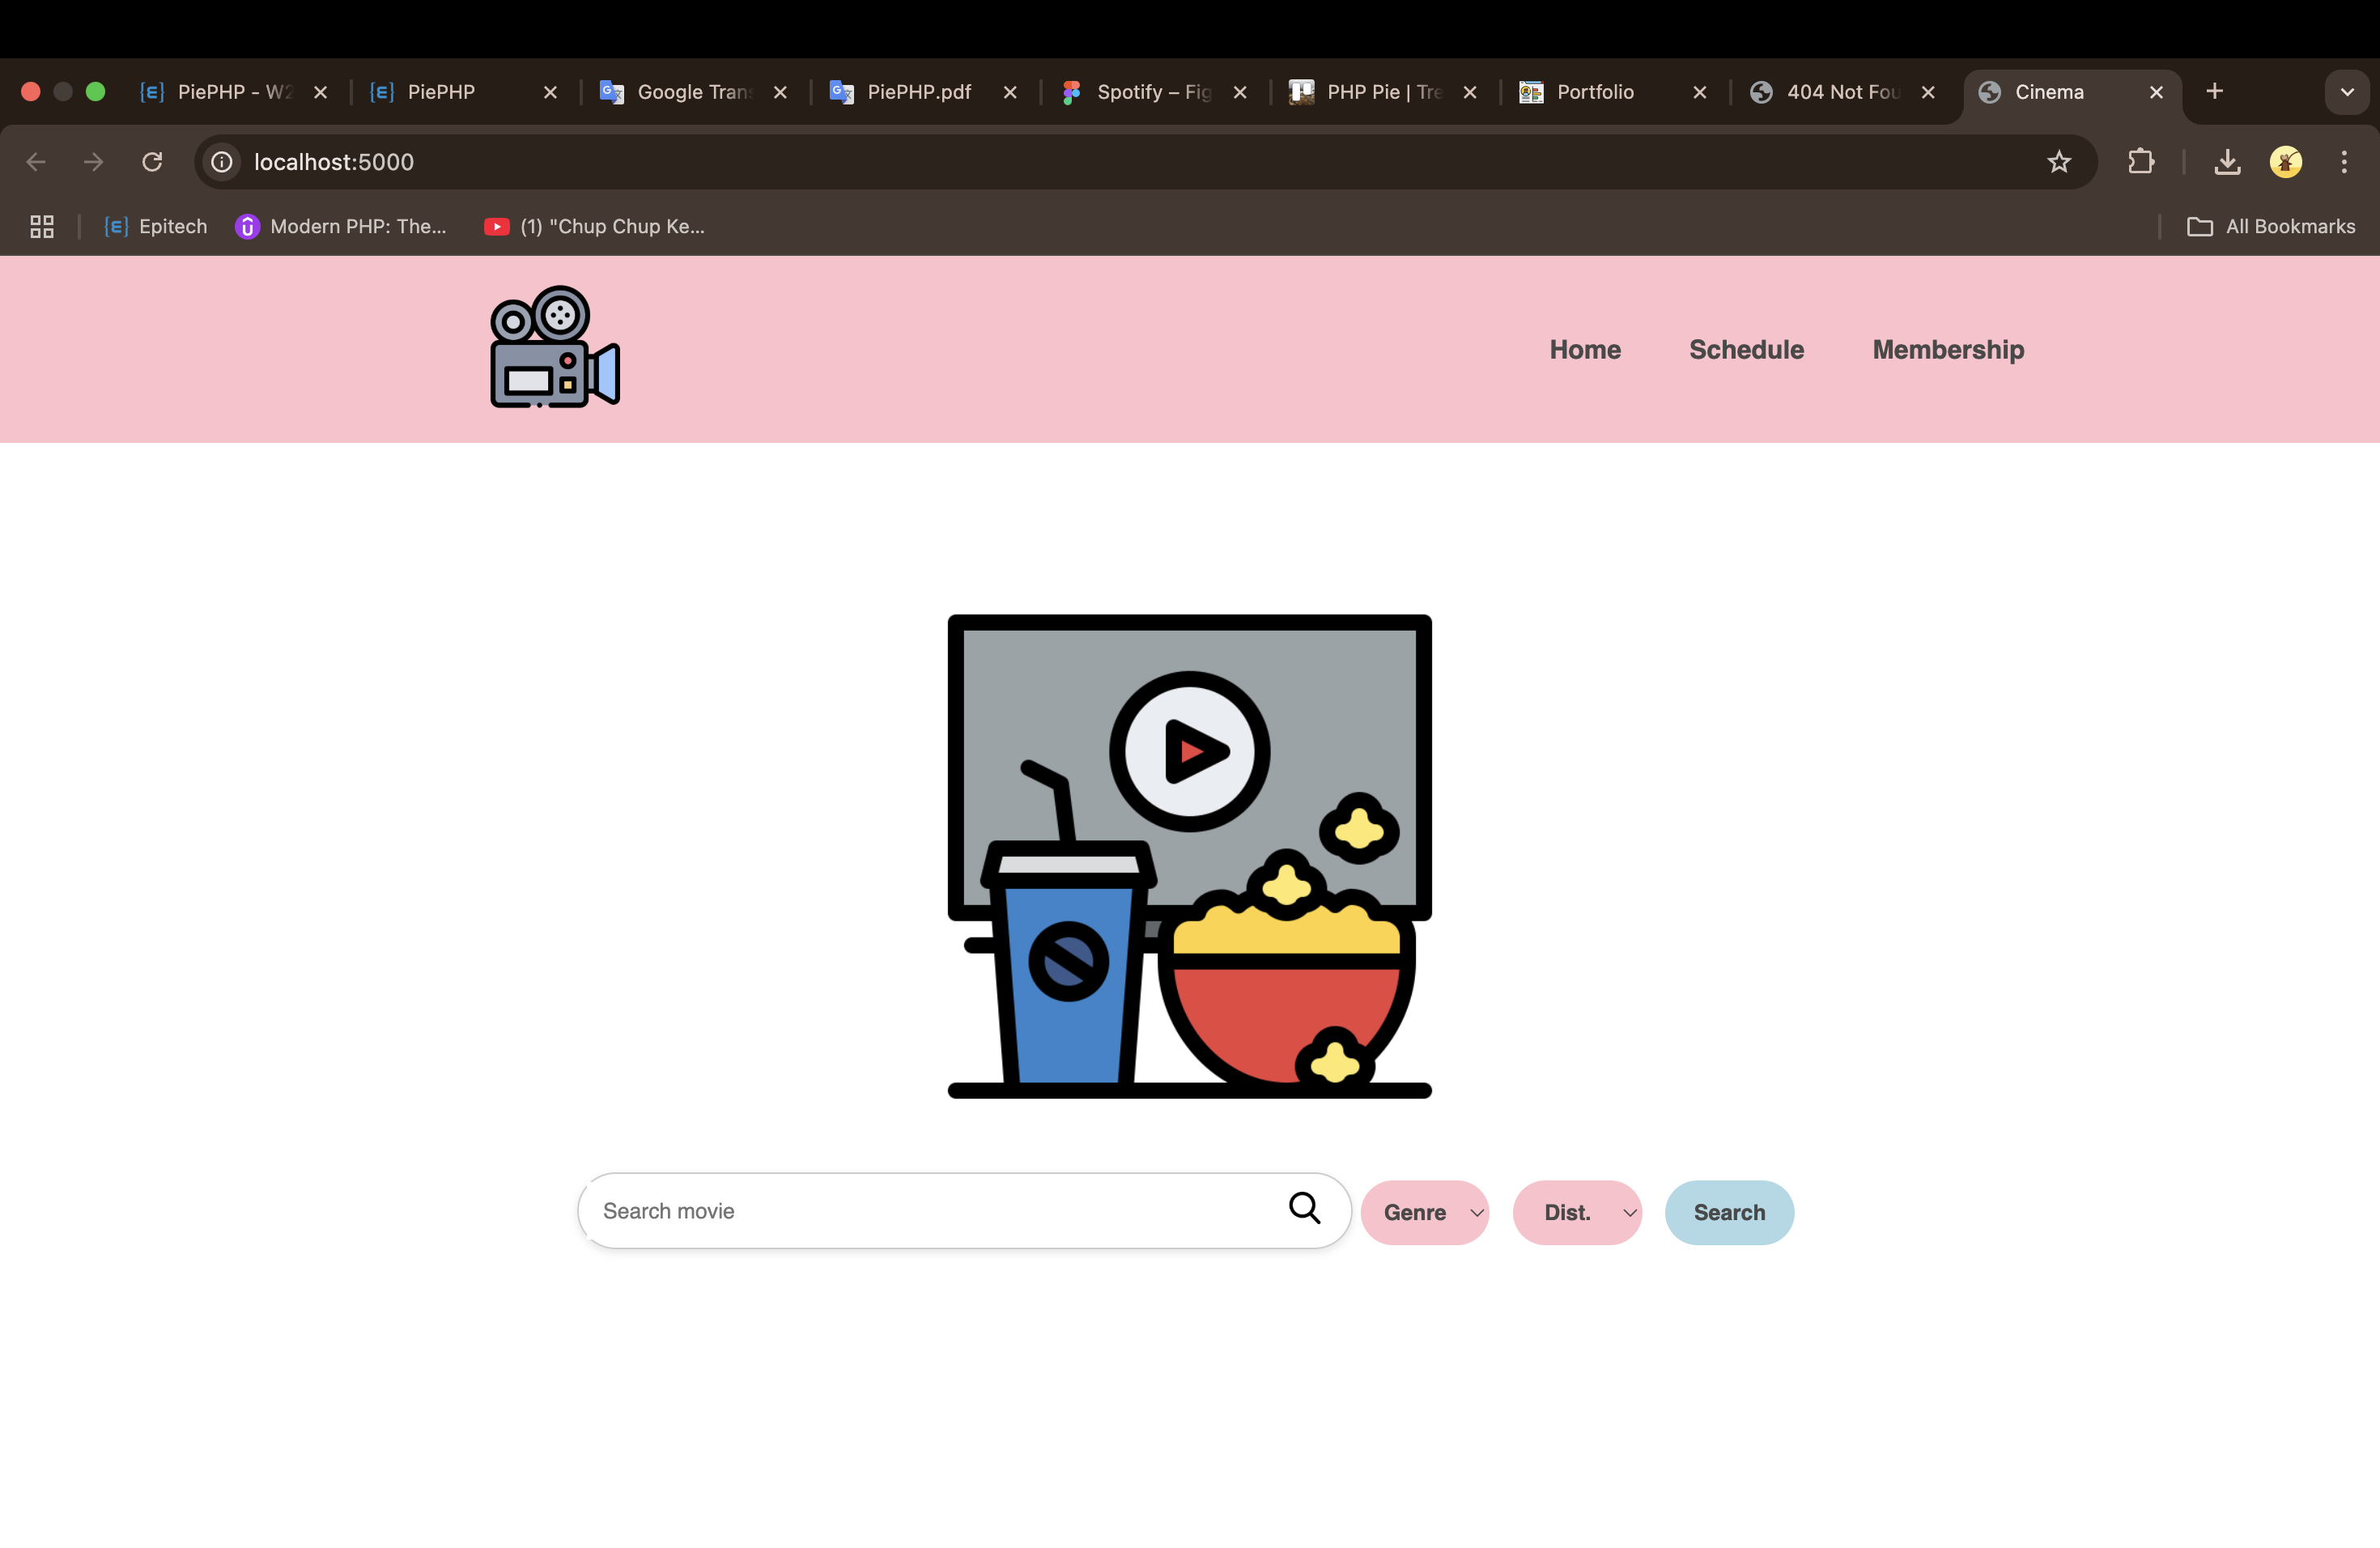 PiePHP - W2
PiePHP
Google Tran
PiePHP.pdf
Spotify – Fig
PHP Pie | Tre
Portfolio
404 Not Fou
Cinema
localhost:5000
Epitech
Modern PHP: The...
(1) "Chup Chup Ke...
All Bookmarks
Home
Schedule
Membership
Search movie
Genre
Dist.
Search